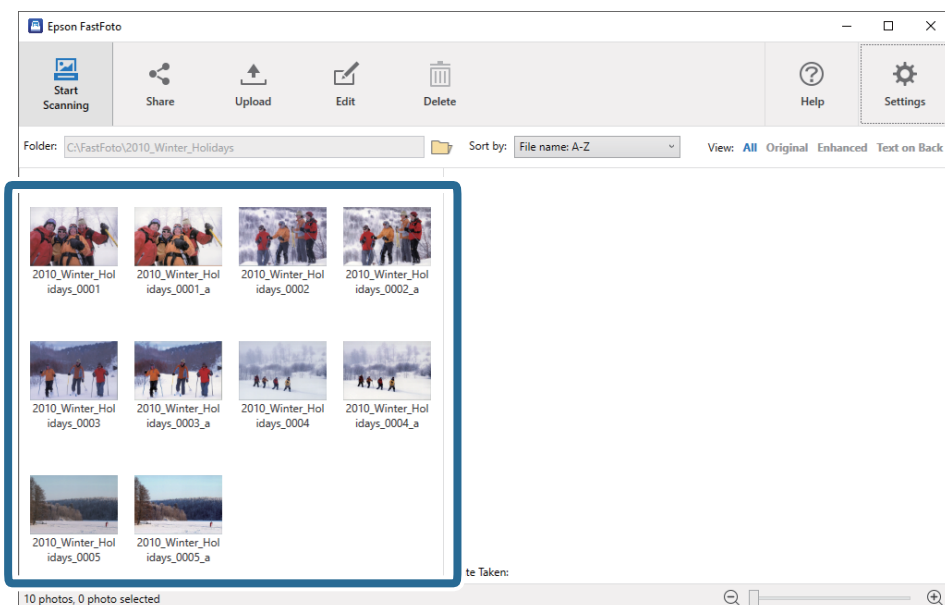 Epson FastFoto
Start
Scanning
Share
Upload
Edit
Delete
Help
Settings
Folder: C:\FastFoto\2010_Winter_Holidays
Sort by: File name: A-Z
View: All Original Enhanced Text on Back
2010_Winter_Hol
idays_0001
2010_Winter_Hol
idays_0001_a
2010_Winter_Hol
idays_0002
2010_Winter_Hol
idays_0002_a
2010_Winter_Hol
idays_0003
2010_Winter_Hol
idays_0003_a
2010_Winter_Hol
idays_0004
2010_Winter_Hol
idays_0004_a
2010_Winter_Hol
idays_0005
2010_Winter_Hol
idays_0005_a
te Taken:
10 photos, 0 photo selected